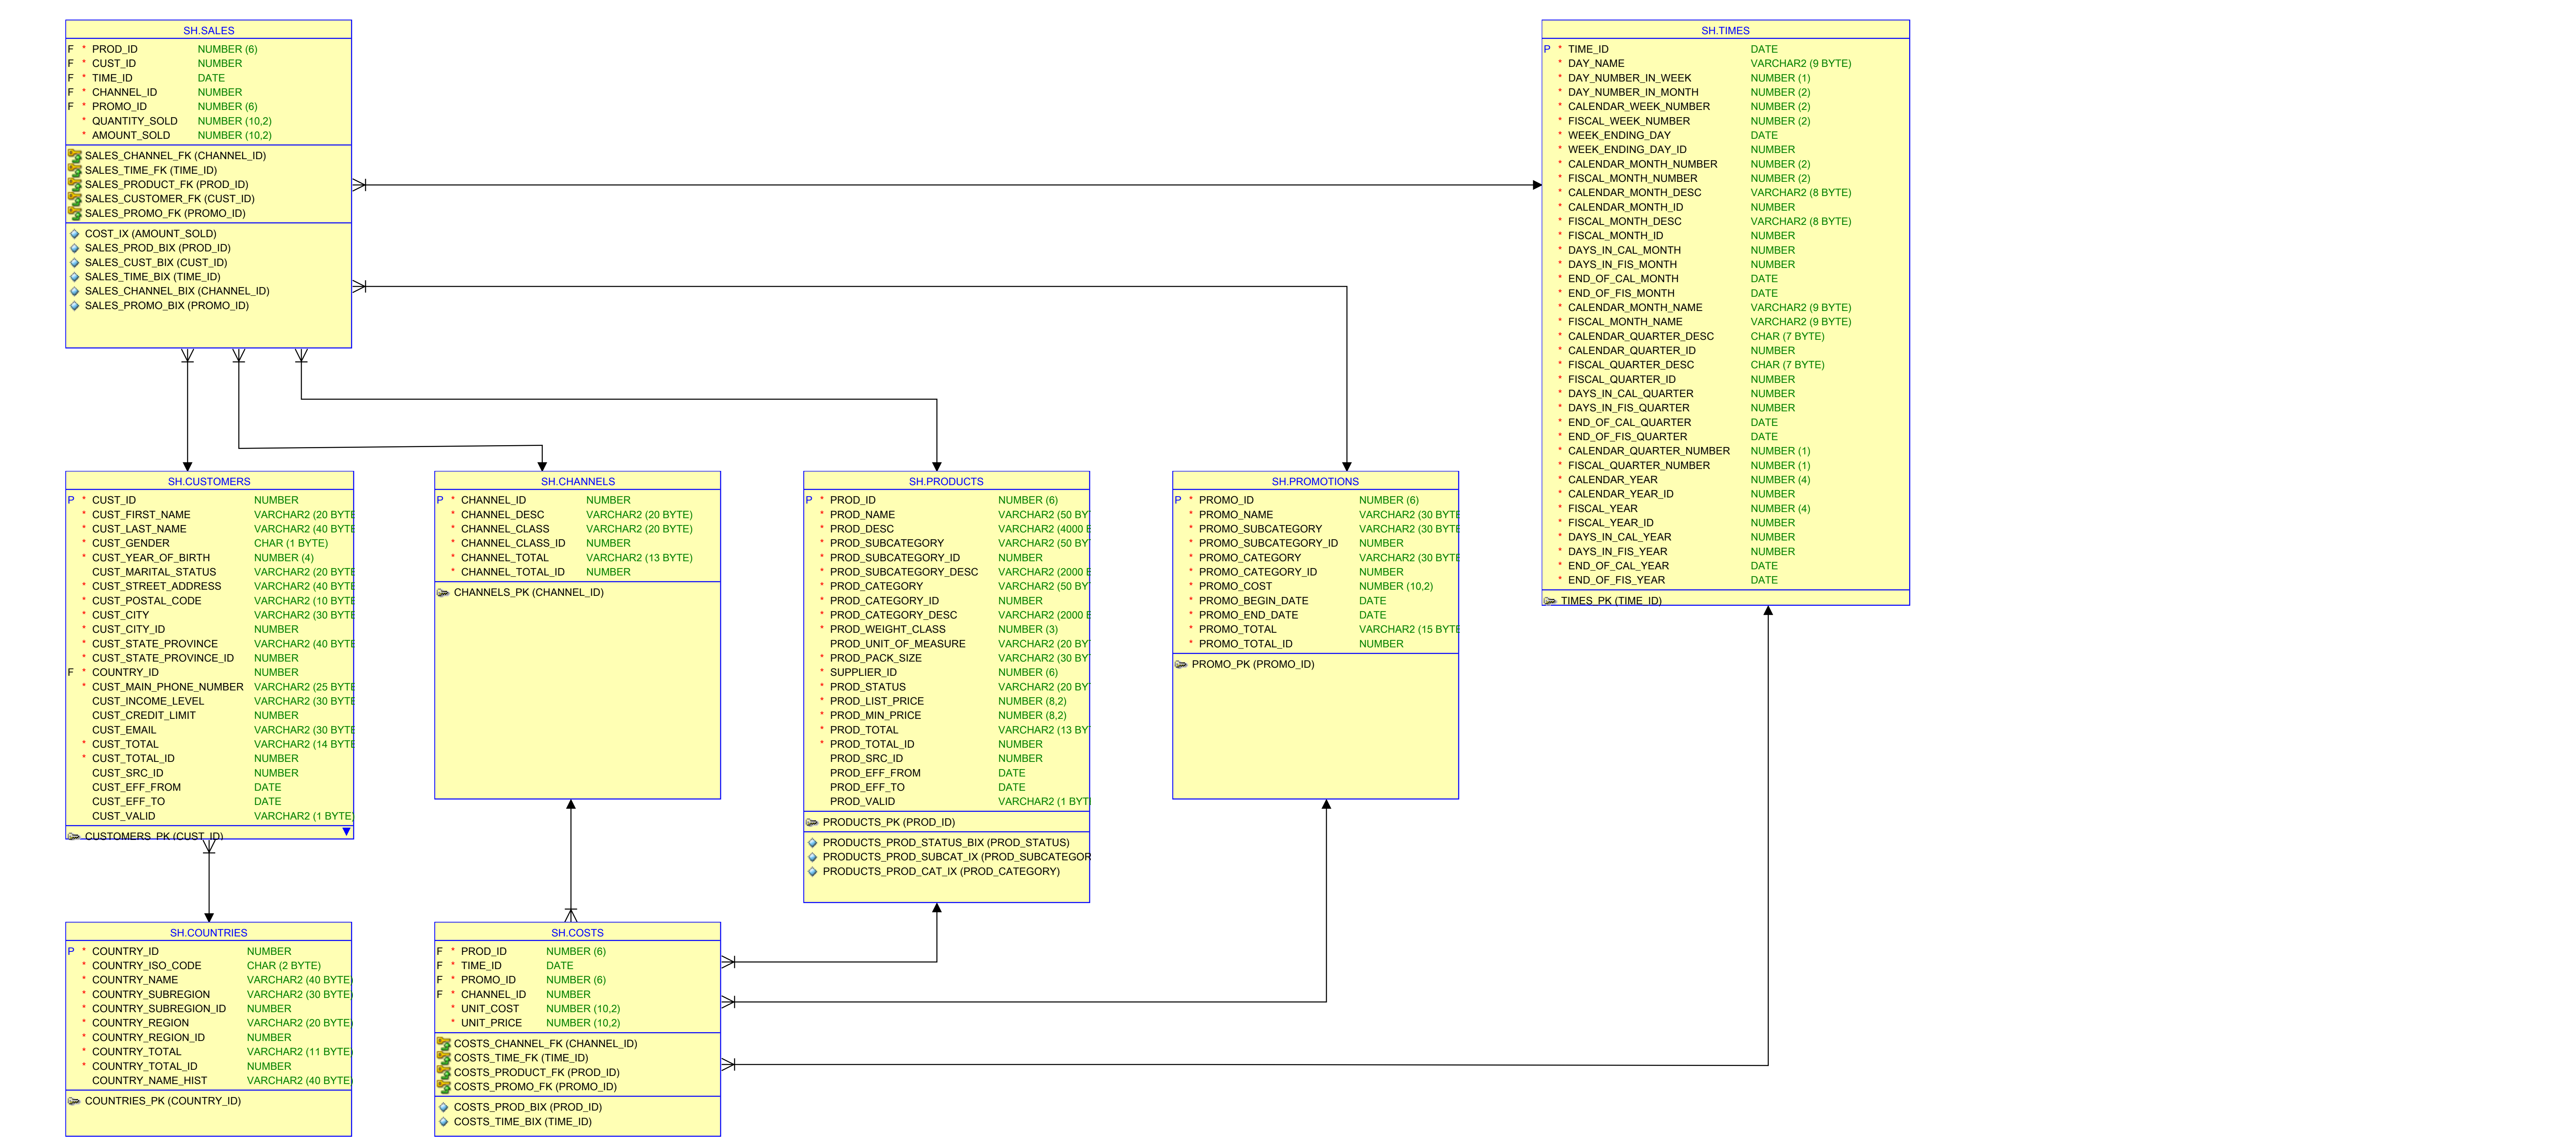 SH.SALES
F * PROD_ID NUMBER (6)
F * CUST_ID NUMBER
F * TIME_ID DATE
F * CHANNEL_ID NUMBER
F * PROMO_ID NUMBER (6)
* QUANTITY_SOLD NUMBER (10,2)
* AMOUNT_SOLD NUMBER (10,2)
SALES_CHANNEL_FK (CHANNEL_ID)
SALES_TIME_FK (TIME_ID)
SALES_PRODUCT_FK (PROD_ID)
SALES_CUSTOMER_FK (CUST_ID)
SALES_PROMO_FK (PROMO_ID)
COST_IX (AMOUNT_SOLD)
SALES_PROD_BIX (PROD_ID)
SALES_CUST_BIX (CUST_ID)
SALES_TIME_BIX (TIME_ID)
SALES_CHANNEL_BIX (CHANNEL_ID)
SALES_PROMO_BIX (PROMO_ID)
SH.TIMES
P * TIME_ID DATE
* DAY_NAME VARCHAR2 (9 BYTE)
* DAY_NUMBER_IN_WEEK NUMBER (1)
* DAY_NUMBER_IN_MONTH NUMBER (2)
* CALENDAR_WEEK_NUMBER NUMBER (2)
* FISCAL_WEEK_NUMBER NUMBER (2)
* WEEK_ENDING_DAY DATE
* WEEK_ENDING_DAY_ID NUMBER
* CALENDAR_MONTH_NUMBER NUMBER (2)
* FISCAL_MONTH_NUMBER NUMBER (2)
* CALENDAR_MONTH_DESC VARCHAR2 (8 BYTE)
* CALENDAR_MONTH_ID NUMBER
* FISCAL_MONTH_DESC VARCHAR2 (8 BYTE)
* FISCAL_MONTH_ID NUMBER
* DAYS_IN_CAL_MONTH NUMBER
* DAYS_IN_FIS_MONTH NUMBER
* END_OF_CAL_MONTH DATE
* END_OF_FIS_MONTH DATE
* CALENDAR_MONTH_NAME VARCHAR2 (9 BYTE)
* FISCAL_MONTH_NAME VARCHAR2 (9 BYTE)
* CALENDAR_QUARTER_DESC CHAR (7 BYTE)
* CALENDAR_QUARTER_ID NUMBER
* FISCAL_QUARTER_DESC CHAR (7 BYTE)
* FISCAL_QUARTER_ID NUMBER
* DAYS_IN_CAL_QUARTER NUMBER
* DAYS_IN_FIS_QUARTER NUMBER
* END_OF_CAL_QUARTER DATE
* END_OF_FIS_QUARTER DATE
* CALENDAR_QUARTER_NUMBER NUMBER (1)
* FISCAL_QUARTER_NUMBER NUMBER (1)
* CALENDAR_YEAR NUMBER (4)
* CALENDAR_YEAR_ID NUMBER
* FISCAL_YEAR NUMBER (4)
* FISCAL_YEAR_ID NUMBER
* DAYS_IN_CAL_YEAR NUMBER
* DAYS_IN_FIS_YEAR NUMBER
* END_OF_CAL_YEAR DATE
* END_OF_FIS_YEAR DATE
TIMES_PK (TIME_ID)
SH.CUSTOMERS
P * CUST_ID NUMBER
* CUST_FIRST_NAME VARCHAR2 (20 BYTE
* CUST_LAST_NAME VARCHAR2 (40 BYTE
* CUST_GENDER CHAR (1 BYTE)
* CUST_YEAR_OF_BIRTH NUMBER (4)
CUST_MARITAL_STATUS VARCHAR2 (20 BYTE
* CUST_STREET_ADDRESS VARCHAR2 (40 BYTE
* CUST_POSTAL_CODE VARCHAR2 (10 BYTE
* CUST_CITY VARCHAR2 (30 BYTE
* CUST_CITY_ID NUMBER
* CUST_STATE_PROVINCE VARCHAR2 (40 BYTE
* CUST_STATE_PROVINCE_ID NUMBER
F * COUNTRY_ID NUMBER
* CUST_MAIN_PHONE_NUMBER VARCHAR2 (25 BYTE
CUST_INCOME_LEVEL VARCHAR2 (30 BYTE
CUST_CREDIT_LIMIT NUMBER
CUST_EMAIL VARCHAR2 (30 BYTE
* CUST_TOTAL VARCHAR2 (14 BYTE
* CUST_TOTAL_ID NUMBER
CUST_SRC_ID NUMBER
CUST_EFF_FROM DATE
CUST_EFF_TO DATE
CUST_VALID VARCHAR2 (1 BYTE)
CUSTOMERS_PK (CUST_ID)
SH.CHANNELS
P * CHANNEL_ID NUMBER
* CHANNEL_DESC VARCHAR2 (20 BYTE)
* CHANNEL_CLASS VARCHAR2 (20 BYTE)
* CHANNEL_CLASS_ID NUMBER
* CHANNEL_TOTAL VARCHAR2 (13 BYTE)
* CHANNEL_TOTAL_ID NUMBER
CHANNELS_PK (CHANNEL_ID)
SH.PRODUCTS
P * PROD_ID NUMBER (6)
* PROD_NAME VARCHAR2 (50 BY
* PROD_DESC VARCHAR2 (4000 B
* PROD_SUBCATEGORY VARCHAR2 (50 BY
* PROD_SUBCATEGORY_ID NUMBER
* PROD_SUBCATEGORY_DESC VARCHAR2 (2000 B
* PROD_CATEGORY VARCHAR2 (50 BY
* PROD_CATEGORY_ID NUMBER
* PROD_CATEGORY_DESC VARCHAR2 (2000 B
* PROD_WEIGHT_CLASS NUMBER (3)
PROD_UNIT_OF_MEASURE VARCHAR2 (20 BY
* PROD_PACK_SIZE VARCHAR2 (30 BY
* SUPPLIER_ID NUMBER (6)
* PROD_STATUS VARCHAR2 (20 BY
* PROD_LIST_PRICE NUMBER (8,2)
* PROD_MIN_PRICE NUMBER (8,2)
* PROD_TOTAL VARCHAR2 (13 BY
* PROD_TOTAL_ID NUMBER
PROD_SRC_ID NUMBER
PROD_EFF_FROM DATE
PROD_EFF_TO DATE
PROD_VALID VARCHAR2 (1 BYT
PRODUCTS_PK (PROD_ID)
PRODUCTS_PROD_STATUS_BIX (PROD_STATUS)
PRODUCTS_PROD_SUBCAT_IX (PROD_SUBCATEGOR
PRODUCTS_PROD_CAT_IX (PROD_CATEGORY)
SH.PROMOTIONS
P * PROMO_ID NUMBER (6)
* PROMO_NAME VARCHAR2 (30 BYTE
* PROMO_SUBCATEGORY VARCHAR2 (30 BYTE
* PROMO_SUBCATEGORY_ID NUMBER
* PROMO_CATEGORY VARCHAR2 (30 BYTE
* PROMO_CATEGORY_ID NUMBER
* PROMO_COST NUMBER (10,2)
* PROMO_BEGIN_DATE DATE
* PROMO_END_DATE DATE
* PROMO_TOTAL VARCHAR2 (15 BYTE
* PROMO_TOTAL_ID NUMBER
PROMO_PK (PROMO_ID)
SH.COUNTRIES
P * COUNTRY_ID NUMBER
* COUNTRY_ISO_CODE CHAR (2 BYTE)
* COUNTRY_NAME VARCHAR2 (40 BYTE)
* COUNTRY_SUBREGION VARCHAR2 (30 BYTE)
* COUNTRY_SUBREGION_ID NUMBER
* COUNTRY_REGION VARCHAR2 (20 BYTE)
* COUNTRY_REGION_ID NUMBER
* COUNTRY_TOTAL VARCHAR2 (11 BYTE)
* COUNTRY_TOTAL_ID NUMBER
COUNTRY_NAME_HIST VARCHAR2 (40 BYTE)
COUNTRIES_PK (COUNTRY_ID)
SH.COSTS
F * PROD_ID NUMBER (6)
F * TIME_ID DATE
F * PROMO_ID NUMBER (6)
F * CHANNEL_ID NUMBER
* UNIT_COST NUMBER (10,2)
* UNIT_PRICE NUMBER (10,2)
COSTS_CHANNEL_FK (CHANNEL_ID)
COSTS_TIME_FK (TIME_ID)
COSTS_PRODUCT_FK (PROD_ID)
COSTS_PROMO_FK (PROMO_ID)
COSTS_PROD_BIX (PROD_ID)
COSTS_TIME_BIX (TIME_ID)